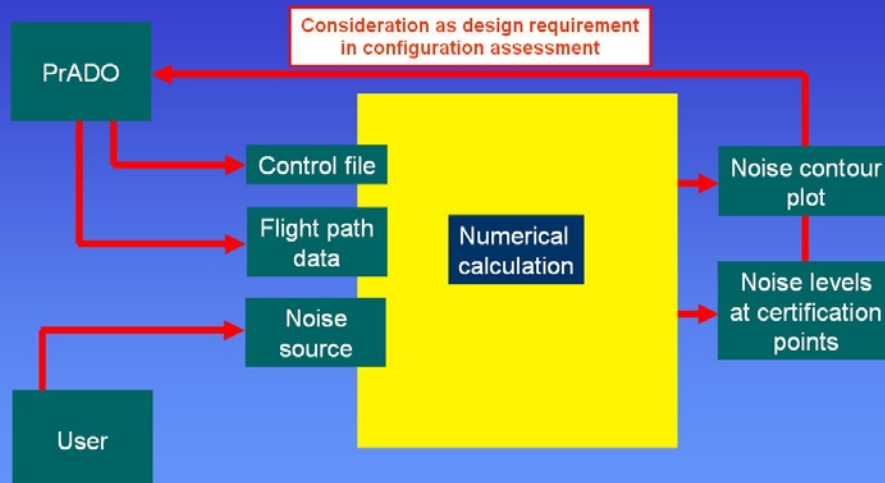 Consideration as design requirement
in configuration assessment
PrADO
Control file
Flight path
data
Noise
source
User
Numerical
calculation
Noise contour
plot
Noise levels
at certification
points